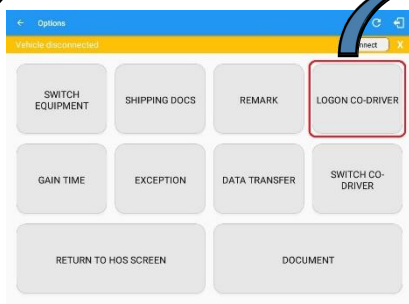 Options
Vehicle disconnected
nnect X
SWITCH
EQUIPMENT
SHIPPING DOCS
REMARK
LOGON CO-DRIVER
GAIN TIME
EXCEPTION
DATA TRANSFER
SWITCH CO-
DRIVER
RETURN TO HOS SCREEN
DOCUMENT